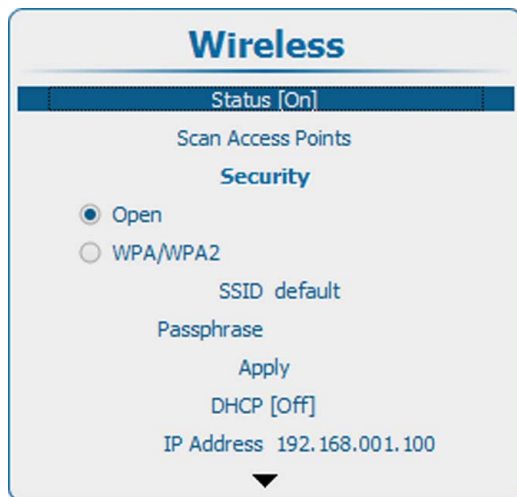 Wireless
Status [On]
Scan Access Points
Security
Open
WPA/WPA2
SSID default
Passphrase
Apply
DHCP [Off]
IP Address 192.168.001.100